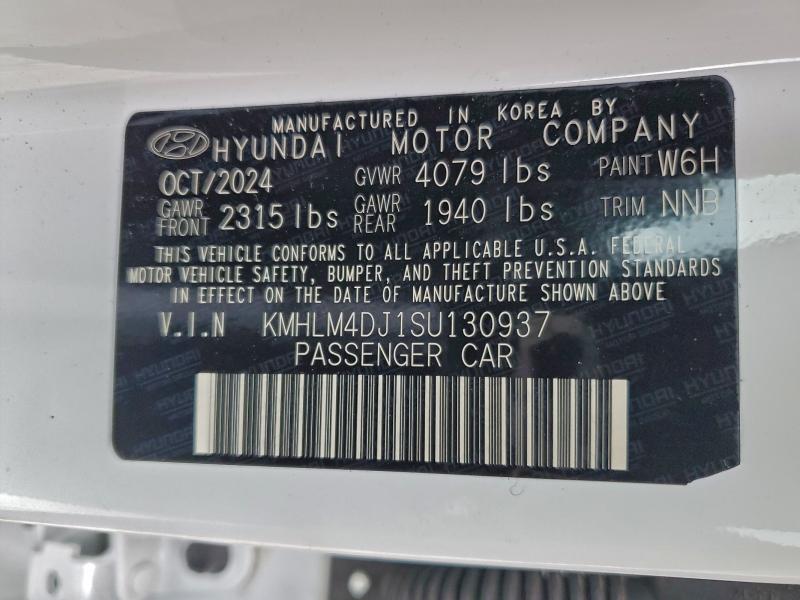 MANUFACTURED IN KOREA BY
HYUNDAI MOTOR COMPANY
OCT/2024 GVWR 4079 lbs PAINT W6H
GAWR FRONT 2315 lbs GAWR REAR 1940 lbs TRIM NNB
THIS VEHICLE CONFORMS TO ALL APPLICABLE U.S.A. FEDERAL
MOTOR VEHICLE SAFETY, BUMPER, AND THEFT PREVENTION STANDARDS
IN EFFECT ON THE DATE OF MANUFACTURE SHOWN ABOVE
V.I.N KMHLM4DJ1SU130937
PASSENGER CAR